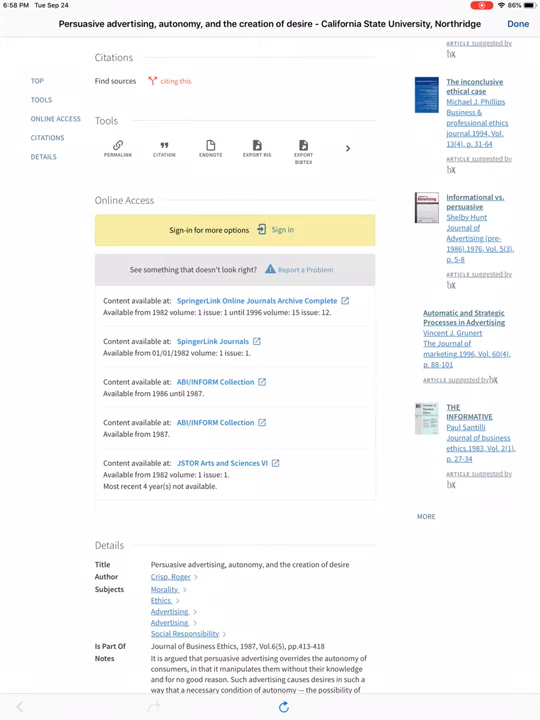 6:58 PM Tue Sep 24
86%
Persuasive advertising, autonomy, and the creation of desire - California State University, Northridge
Done
TOP
TOOLS
ONLINE ACCESS
CITATIONS
DETAILS
Citations
Find sources citing this
Tools
PERMALINK
CITATION
ENDNOTE
EXPORT RIS
EXPORT
BIBTEX
Online Access
Sign-in for more options Sign in
See something that doesn't look right? Report a Problem
Content available at: SpringerLink Online Journals Archive Complete
Available from 1982 volume: 1 issue: 1 until 1996 volume: 15 issue: 12.
Content available at: SpringerLink Journals
Available from 01/01/1982 volume: 1 issue: 1.
Content available at: ABI/INFORM Collection
Available from 1986 until 1987.
Content available at: ABI/INFORM Collection
Available from 1987.
Content available at: JSTOR Arts and Sciences VI
Available from 1982 volume: 1 issue: 1.
Most recent 4 year(s) not available.
Details
Title Persuasive advertising, autonomy, and the creation of desire
Author Crisp, Roger
Subjects Morality
Ethics
Advertising
Advertising
Social Responsibility
Is Part Of Journal of Business Ethics, 1987, Vol.6(5), pp.413-418
Notes It is argued that persuasive advertising overrides the autonomy of
consumers, in that it manipulates them without their knowledge
and for no good reason. Such advertising causes desires in such a
way that a necessary condition of autonomy — the possibility of
ARTICLE suggested by
bX
The inconclusive
ethical case
Michael J. Phillips
Business &
professional ethics
journal.1994, Vol.
13(4), p. 31-64
ARTICLE suggested by
bX
Informational vs.
persuasive
Shelby Hunt
Journal of
Advertising (pre-
1986).1976, Vol. 5(3),
p. 5-8
ARTICLE suggested by
bX
Automatic and Strategic
Processes in Advertising
Vincent J. Grunert
The Journal of
marketing.1996, Vol. 60(4),
p. 88-101
ARTICLE suggested by bX
THE
INFORMATIVE
Paul Santilli
Journal of business
ethics.1983, Vol. 2(1),
p. 27-34
ARTICLE suggested by
bX
MORE